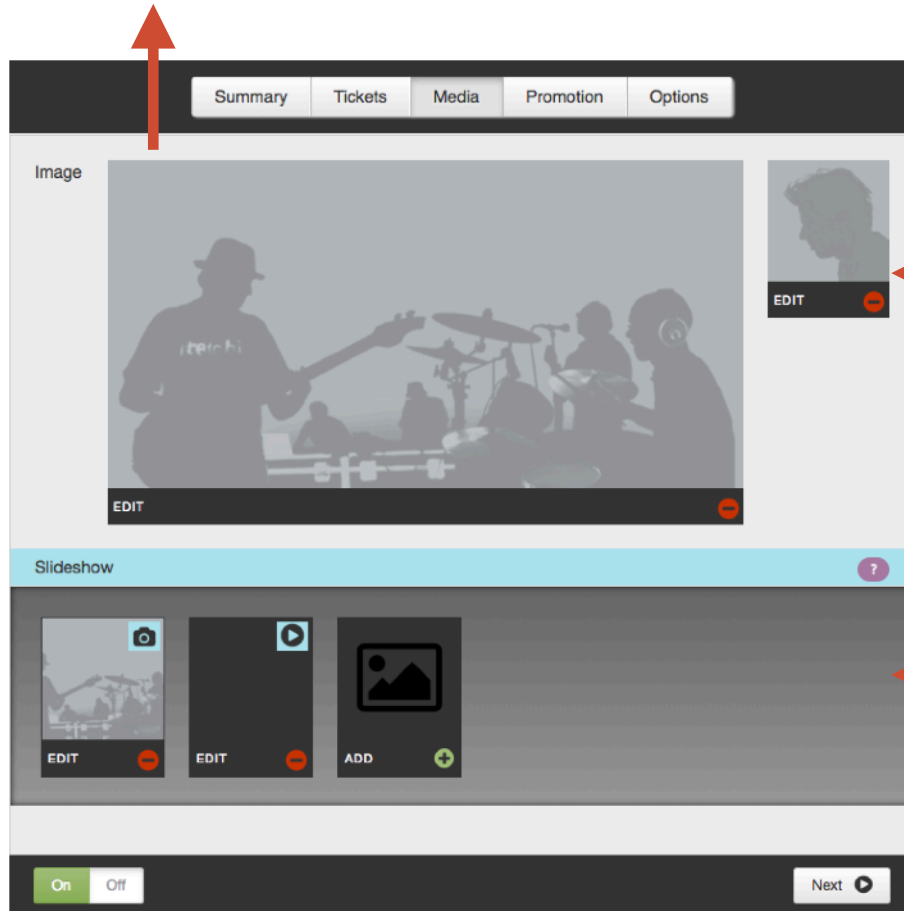 Summary Tickets Media Promotion Options
Image
EDIT
EDIT
Slideshow ?
EDIT EDIT ADD
On Off Next